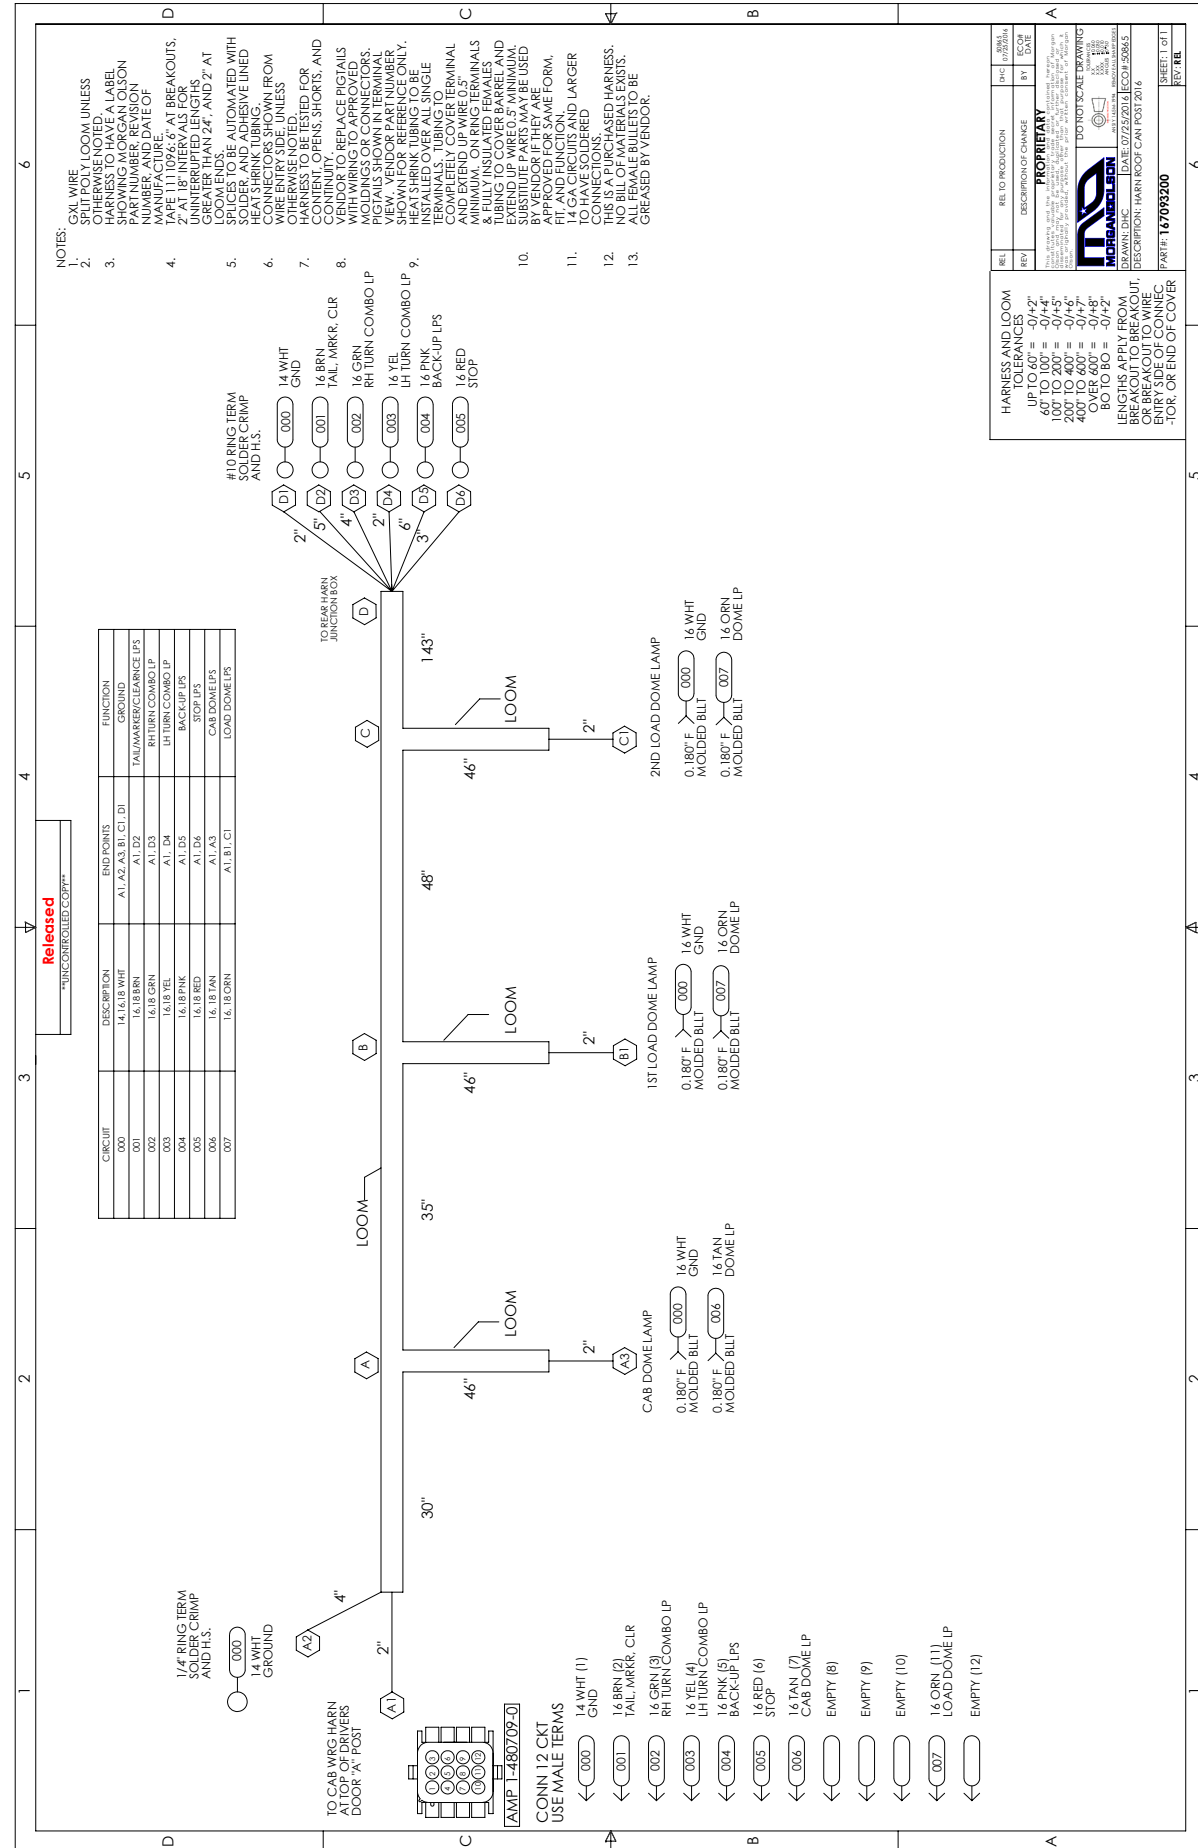 Released
**UNCONTROLLED COPY**
CIRCUIT DESCRIPTION END POINTS FUNCTION
000 14,16,18 WHT A1, A2, A3, B1, C1, D1 GROUND
001 16,18 BRN A1, D2 TAIL/MARKER/CLEARNCE LPS
002 16,18 GRN A1, D3 RH TURN COMBO LP
003 16,18 YEL A1, D4 LH TURN COMBO LP
004 16,18 PNK A1, D5 BACK-UP LPS
005 16,18 RED A1, D6 STOP LPS
006 16,18 TAN A1, A3 CAB DOME LPS
007 16,18 ORN A1, B1, C1 LOAD DOME LPS
NOTES:
1. GXL WIRE
2. SPLIT POLY LOOM UNLESS
OTHERWISE NOTED.
3. HARNESS TO HAVE A LABEL
SHOWING MORGAN OLSON
PART NUMBER, REVISION
NUMBER, AND DATE OF
MANUFACTURE.
4. TAPE 11110096: 6" AT BREAKOUTS,
2" AT 18" INTERVALS FOR
UNINTERRUPTED LENGTHS
GREATER THAN 24", AND 2" AT
LOOM ENDS.
5. SPLICES TO BE AUTOMATED WITH
SOLDER, AND ADHESIVE LINED
HEAT SHRINK TUBING.
6. CONNECTORS SHOWN FROM
WIRE ENTRY SIDE, UNLESS
OTHERWISE NOTED.
7. HARNESS TO BE TESTED FOR
CONTENT, OPENS, SHORTS, AND
CONTINUITY.
8. VENDOR TO REPLACE PIGTAILS
WITH WIRING TO APPROVED
MOLDINGS OR CONNECTORS.
PIGTAILS SHOWN IN TERMINAL
VIEW. VENDOR PART NUMBER
SHOWN FOR REFERENCE ONLY.
9. HEAT SHRINK TUBING TO BE
INSTALLED OVER ALL SINGLE
TERMINALS. TUBING TO
COMPLETELY COVER TERMINAL
AND EXTEND UP WIRE 0.5"
MINIMUM. ON RING TERMINALS
& FULLY INSULATED FEMALES
TUBING TO COVER BARREL AND
EXTEND UP WIRE 0.5" MINIMUM.
10. SUBSTITUTE PARTS MAY BE USED
BY VENDOR IF THEY ARE
APPROVED FOR SAME FORM,
FIT, AND FUNCTION.
11. 14 GA CIRCUITS AND LARGER
TO HAVE SOLDERED
CONNECTIONS.
12. THIS IS A PURCHASED HARNESS.
NO BILL OF MATERIALS EXISTS.
13. ALL FEMALE BULLETS TO BE
GREASED BY VENDOR.
1/4" RING TERM
SOLDER CRIMP
AND H.S.
000
14 WHT
GROUND
A2
4"
A1
2"
TO CAB WRG HARN
AT TOP OF DRIVERS
DOOR "A" POST
1 2 3
4 5 6
7 8 9
10 11 12
AMP 1-480709-0
CONN 12 CKT
USE MALE TERMS
000 14 WHT (1)
GND
001 16 BRN (2)
TAIL, MRKR, CLR
002 16 GRN (3)
RH TURN COMBO LP
003 16 YEL (4)
LH TURN COMBO LP
004 16 PNK (5)
BACK-UP LPS
005 16 RED (6)
STOP
006 16 TAN (7)
CAB DOME LP
EMPTY (8)
EMPTY (9)
EMPTY (10)
007 16 ORN (11)
LOAD DOME LP
EMPTY (12)
30"
A
46"
LOOM
2"
A3
CAB DOME LAMP
0.180" F 000 16 WHT
MOLDED BLLT GND
0.180" F 006 16 TAN
MOLDED BLLT DOME LP
LOOM
35"
B
46"
LOOM
2"
B1
1ST LOAD DOME LAMP
0.180" F 000 16 WHT
MOLDED BLLT GND
0.180" F 007 16 ORN
MOLDED BLLT DOME LP
48"
C
46"
LOOM
2"
C1
2ND LOAD DOME LAMP
0.180" F 000 16 WHT
MOLDED BLLT GND
0.180" F 007 16 ORN
MOLDED BLLT DOME LP
143"
D
TO REAR HARN
JUNCTION BOX
#10 RING TERM
SOLDER CRIMP
AND H.S.
2" D1 000 14 WHT
GND
5" D2 001 16 BRN
TAIL, MRKR, CLR
4" D3 002 16 GRN
RH TURN COMBO LP
2" D4 003 16 YEL
LH TURN COMBO LP
6" D5 004 16 PNK
BACK-UP LPS
3" D6 005 16 RED
STOP
HARNESS AND LOOM
TOLERANCES
UP TO 60" = -0/+2"
60" TO 100" = -0/+4"
100" TO 200" = -0/+5"
200" TO 400" = -0/+6"
400" TO 600" = -0/+7"
OVER 600" = -0/+8"
BO TO BO = -0/+2"
LENGTHS APPLY FROM
BREAKOUT TO BREAKOUT,
OR BREAKOUT TO WIRE
ENTRY SIDE OF CONNEC
-TOR, OR END OF COVER
REL REL TO PRODUCTION DHC 50865
07/25/2016
REV DESCRIPTION OF CHANGE BY ECO#
DATE
PROPRIETARY
MORGANOLSON
DO NOT SCALE DRAWING
DRAWN: DHC DATE: 07/25/2016 ECO#:50865
DESCRIPTION: HARN ROOF CAN POST 2016
PART#: 167093200 SHEET: 1 of 1
REV: REL
1 2 3 4 5 6
D C B A